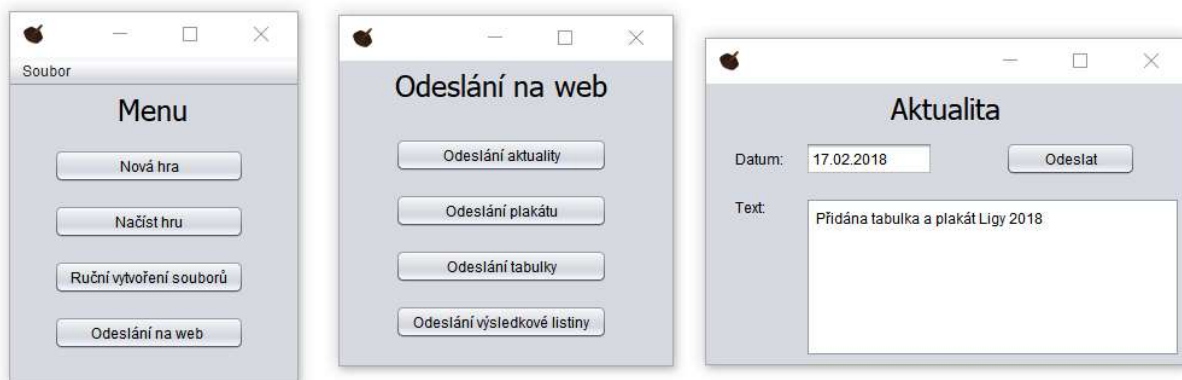 Soubor
Menu
Nová hra
Načíst hru
Ruční vytvoření souborů
Odeslání na web
Odeslání na web
Odeslání aktuality
Odeslání plakátu
Odeslání tabulky
Odeslání výsledkové listiny
Aktualita
Datum: 17.02.2018 Odeslat
Text: Přidána tabulka a plakát Ligy 2018